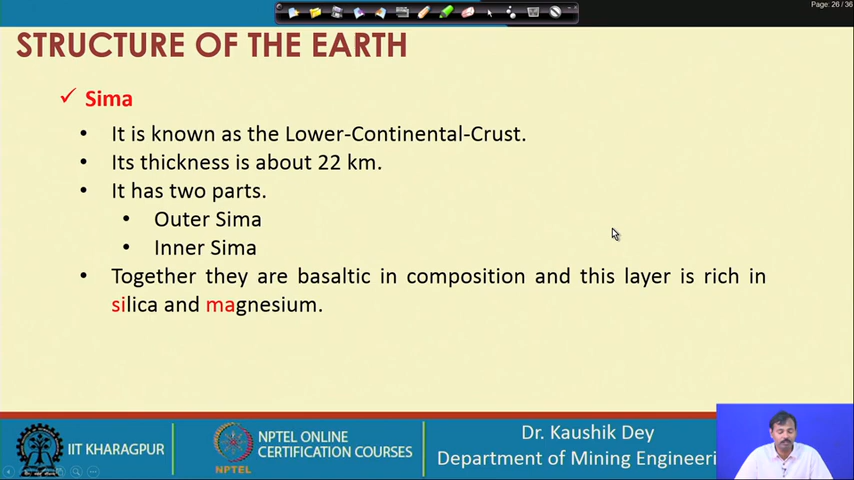 Page: 26 / 36
STRUCTURE OF THE EARTH
✓ Sima
• It is known as the Lower-Continental-Crust.
• Its thickness is about 22 km.
• It has two parts.
• Outer Sima
• Inner Sima
• Together they are basaltic in composition and this layer is rich in
silica and magnesium.
IIT KHARAGPUR
NPTEL
NPTEL ONLINE
CERTIFICATION COURSES
Dr. Kaushik Dey
Department of Mining Engineeri